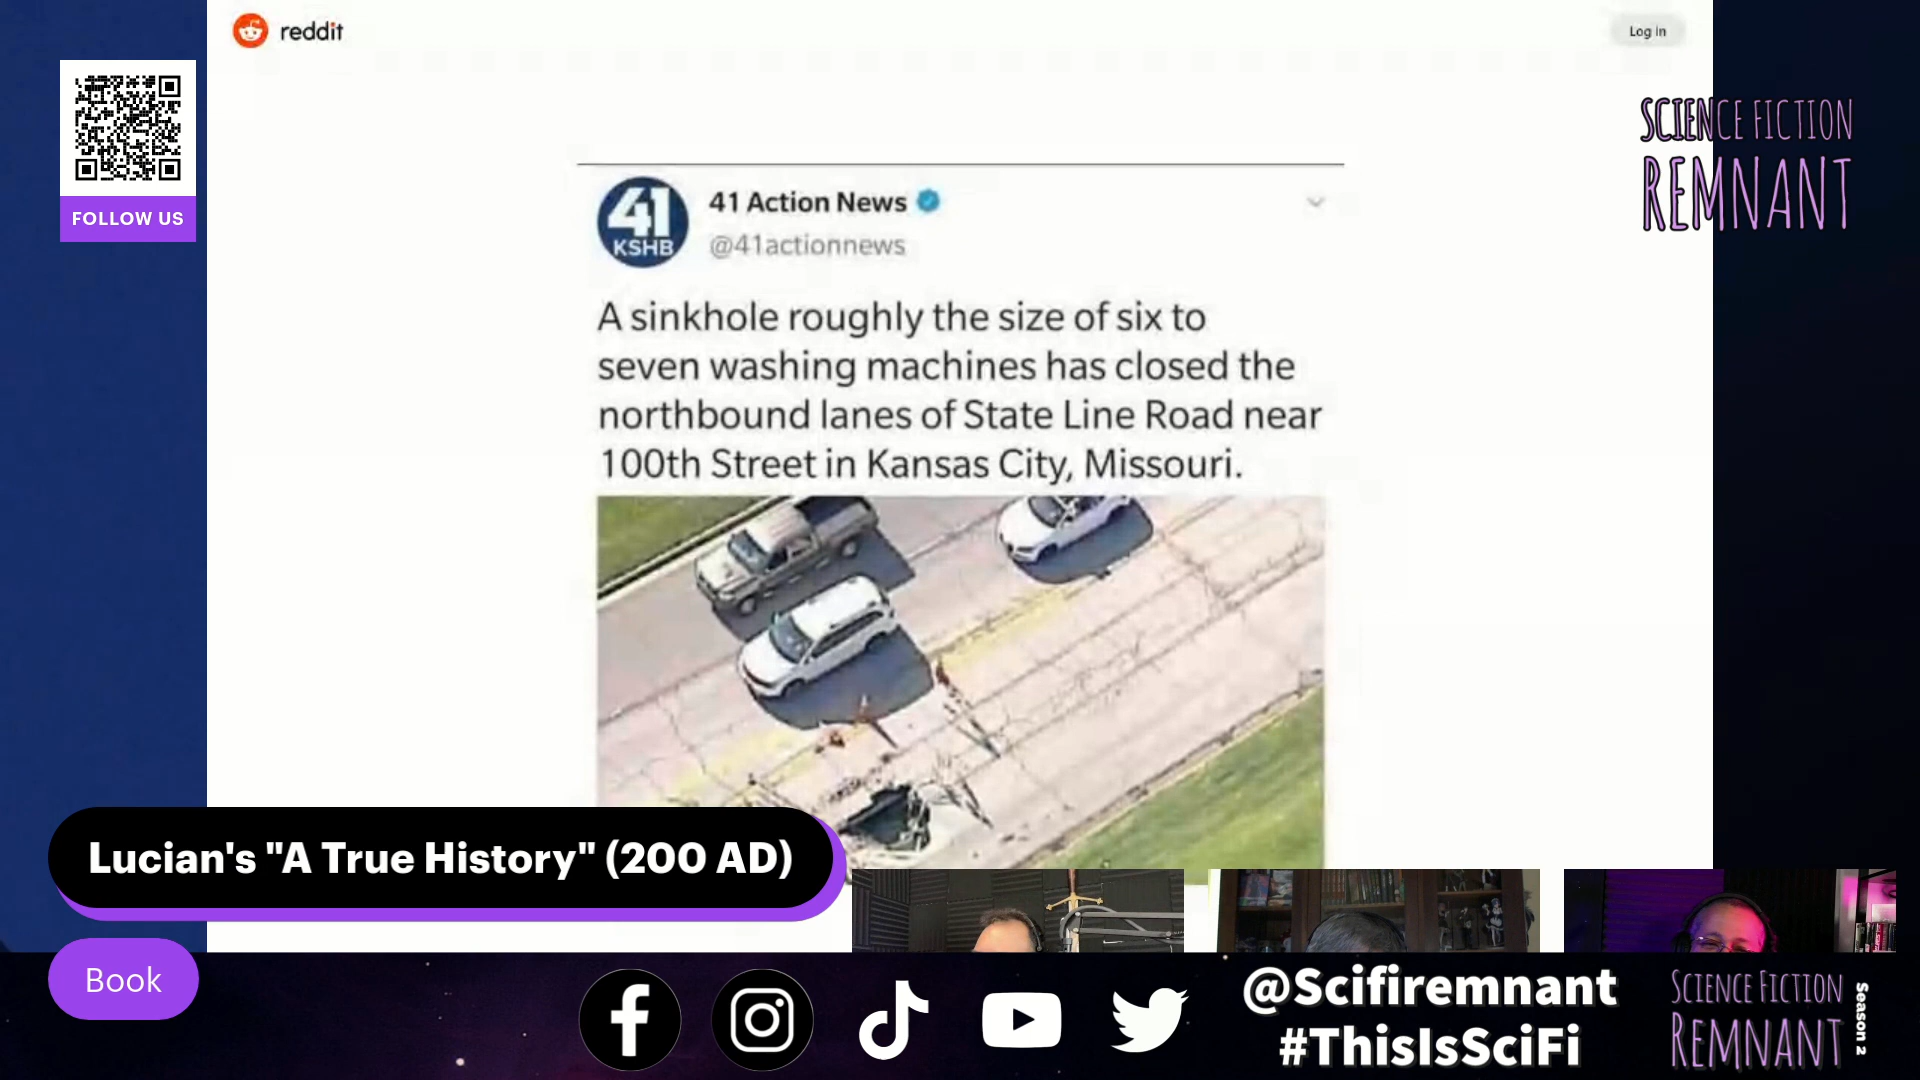 reddit
Log in
FOLLOW US
SCIENCE FICTION
REMNANT
41
KSHB
41 Action News
@41actionnews
A sinkhole roughly the size of six to
seven washing machines has closed the
northbound lanes of State Line Road near
100th Street in Kansas City, Missouri.
Lucian's "A True History" (200 AD)
Book
@Scifiremnant
#ThisIsSciFi
SCIENCE FICTION
REMNANT
Season 2